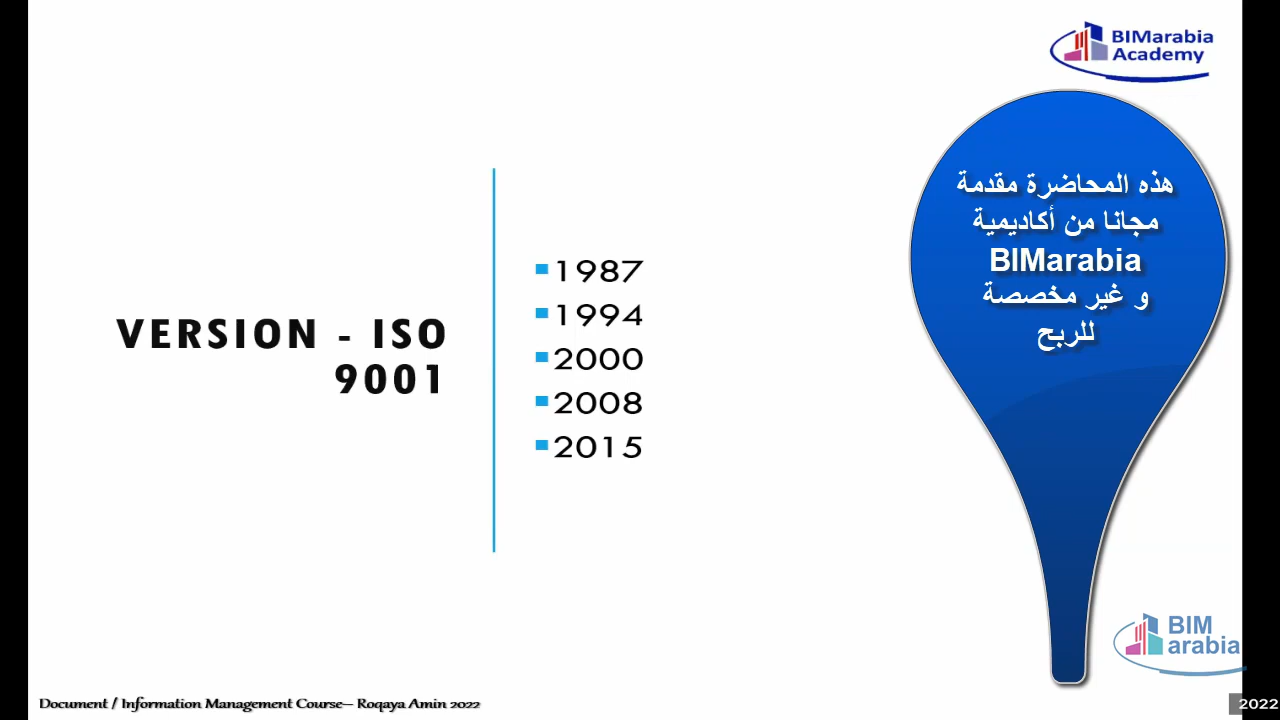 BIMarabia
Academy
هذه المحاضرة مقدمة
مجانا من أكاديمية
BIMarabia
و غير مخصصة
للربح
VERSION - ISO
9001
1987
1994
2000
2008
2015
BIM
arabia
Document / Information Management Course– Roqaya Amin 2022
2022